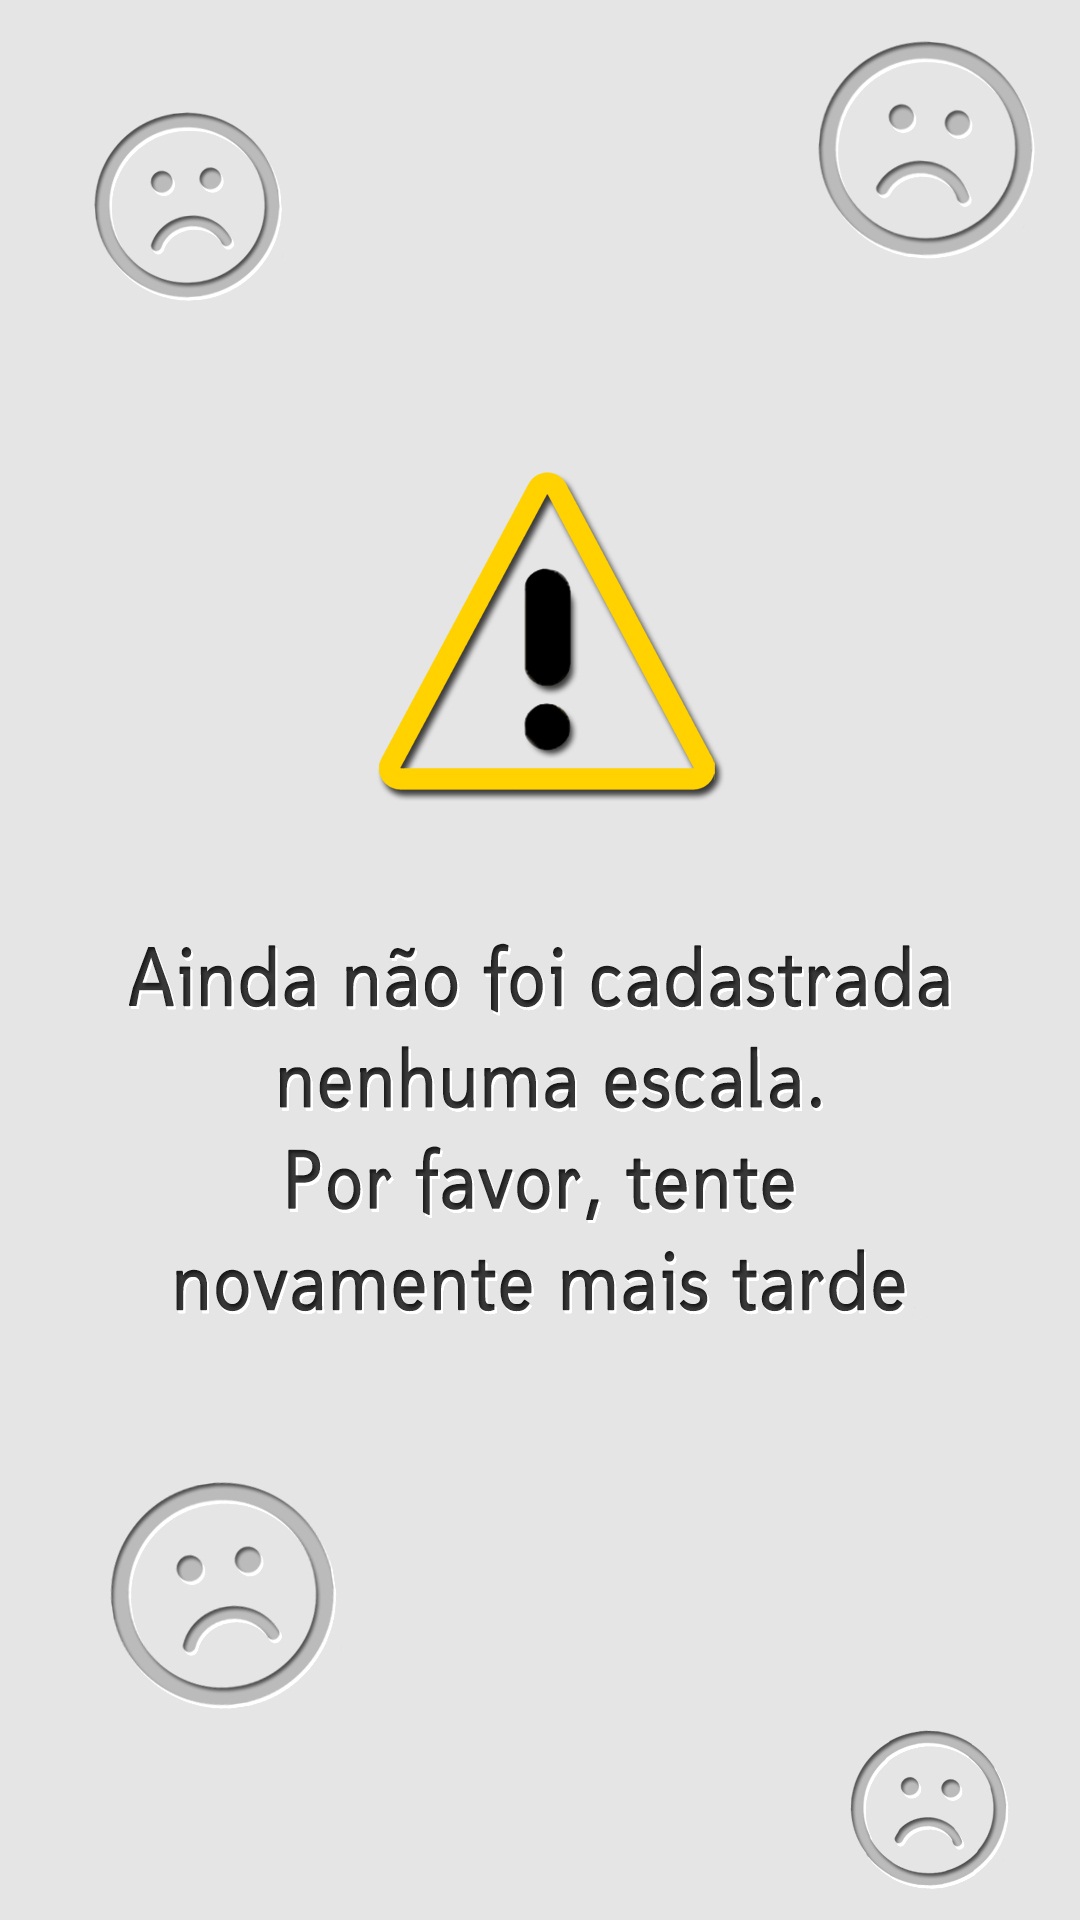 Ainda não foi cadastrada
nenhuma escala.
Por favor, tente
novamente mais tarde